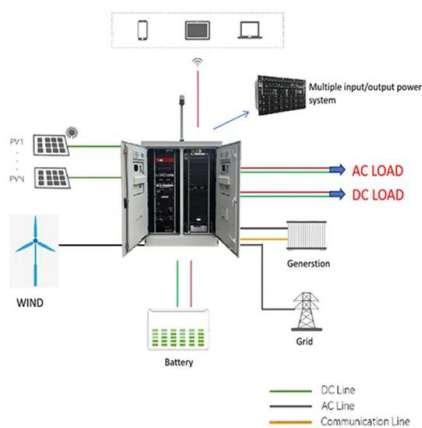 Multiple input/output power
system
PV1
PVN
AC LOAD
DC LOAD
WIND
Generstion
Battery
Grid
DC Line
AC Line
Communication Line